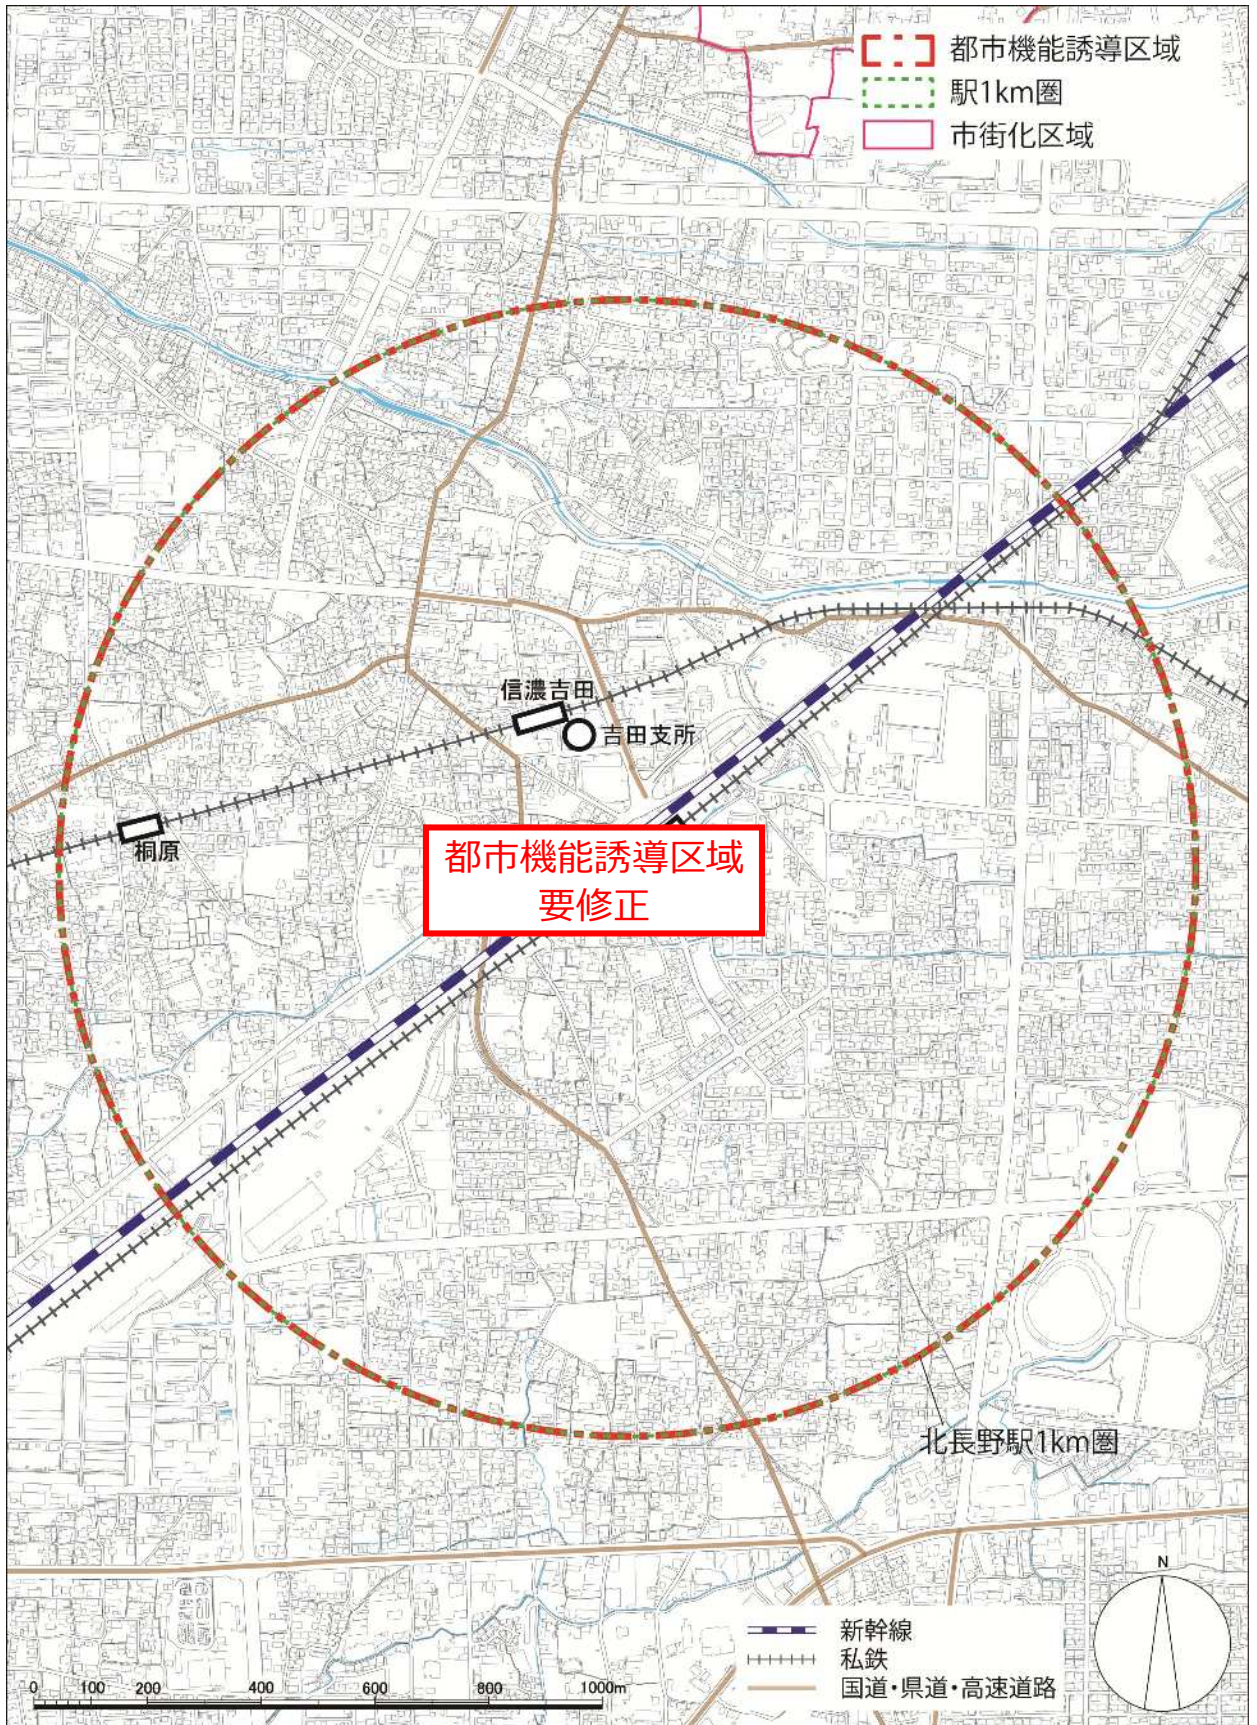 都市機能誘導区域
駅1km圏
市街化区域
信濃吉田
吉田支所
桐原
都市機能誘導区域
要修正
北長野駅1km圏
N
新幹線
私鉄
国道・県道・高速道路
0 100 200 400 600 800 1000m